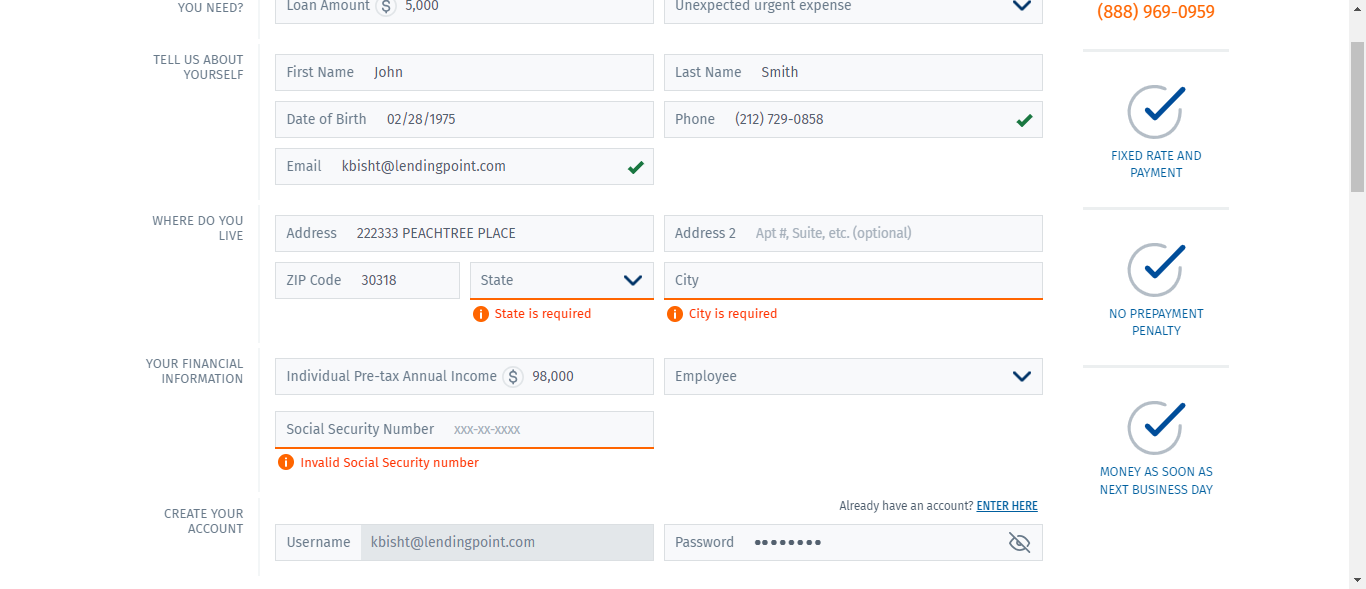 YOU NEED?
Loan Amount $ 5,000
Unexpected urgent expense
(888) 969-0959
TELL US ABOUT
YOURSELF
First Name John
Last Name Smith
Date of Birth 02/28/1975
Phone (212) 729-0858
Email kbisht@lendingpoint.com
FIXED RATE AND
PAYMENT
WHERE DO YOU
LIVE
Address 222333 PEACHTREE PLACE
Address 2 Apt #, Suite, etc. (optional)
ZIP Code 30318
State
City
State is required
City is required
NO PREPAYMENT
PENALTY
YOUR FINANCIAL
INFORMATION
Individual Pre-tax Annual Income $ 98,000
Employee
Social Security Number xxx-xx-xxxx
Invalid Social Security number
MONEY AS SOON AS
NEXT BUSINESS DAY
CREATE YOUR
ACCOUNT
Already have an account? ENTER HERE
Username kbisht@lendingpoint.com
Password ••••••••